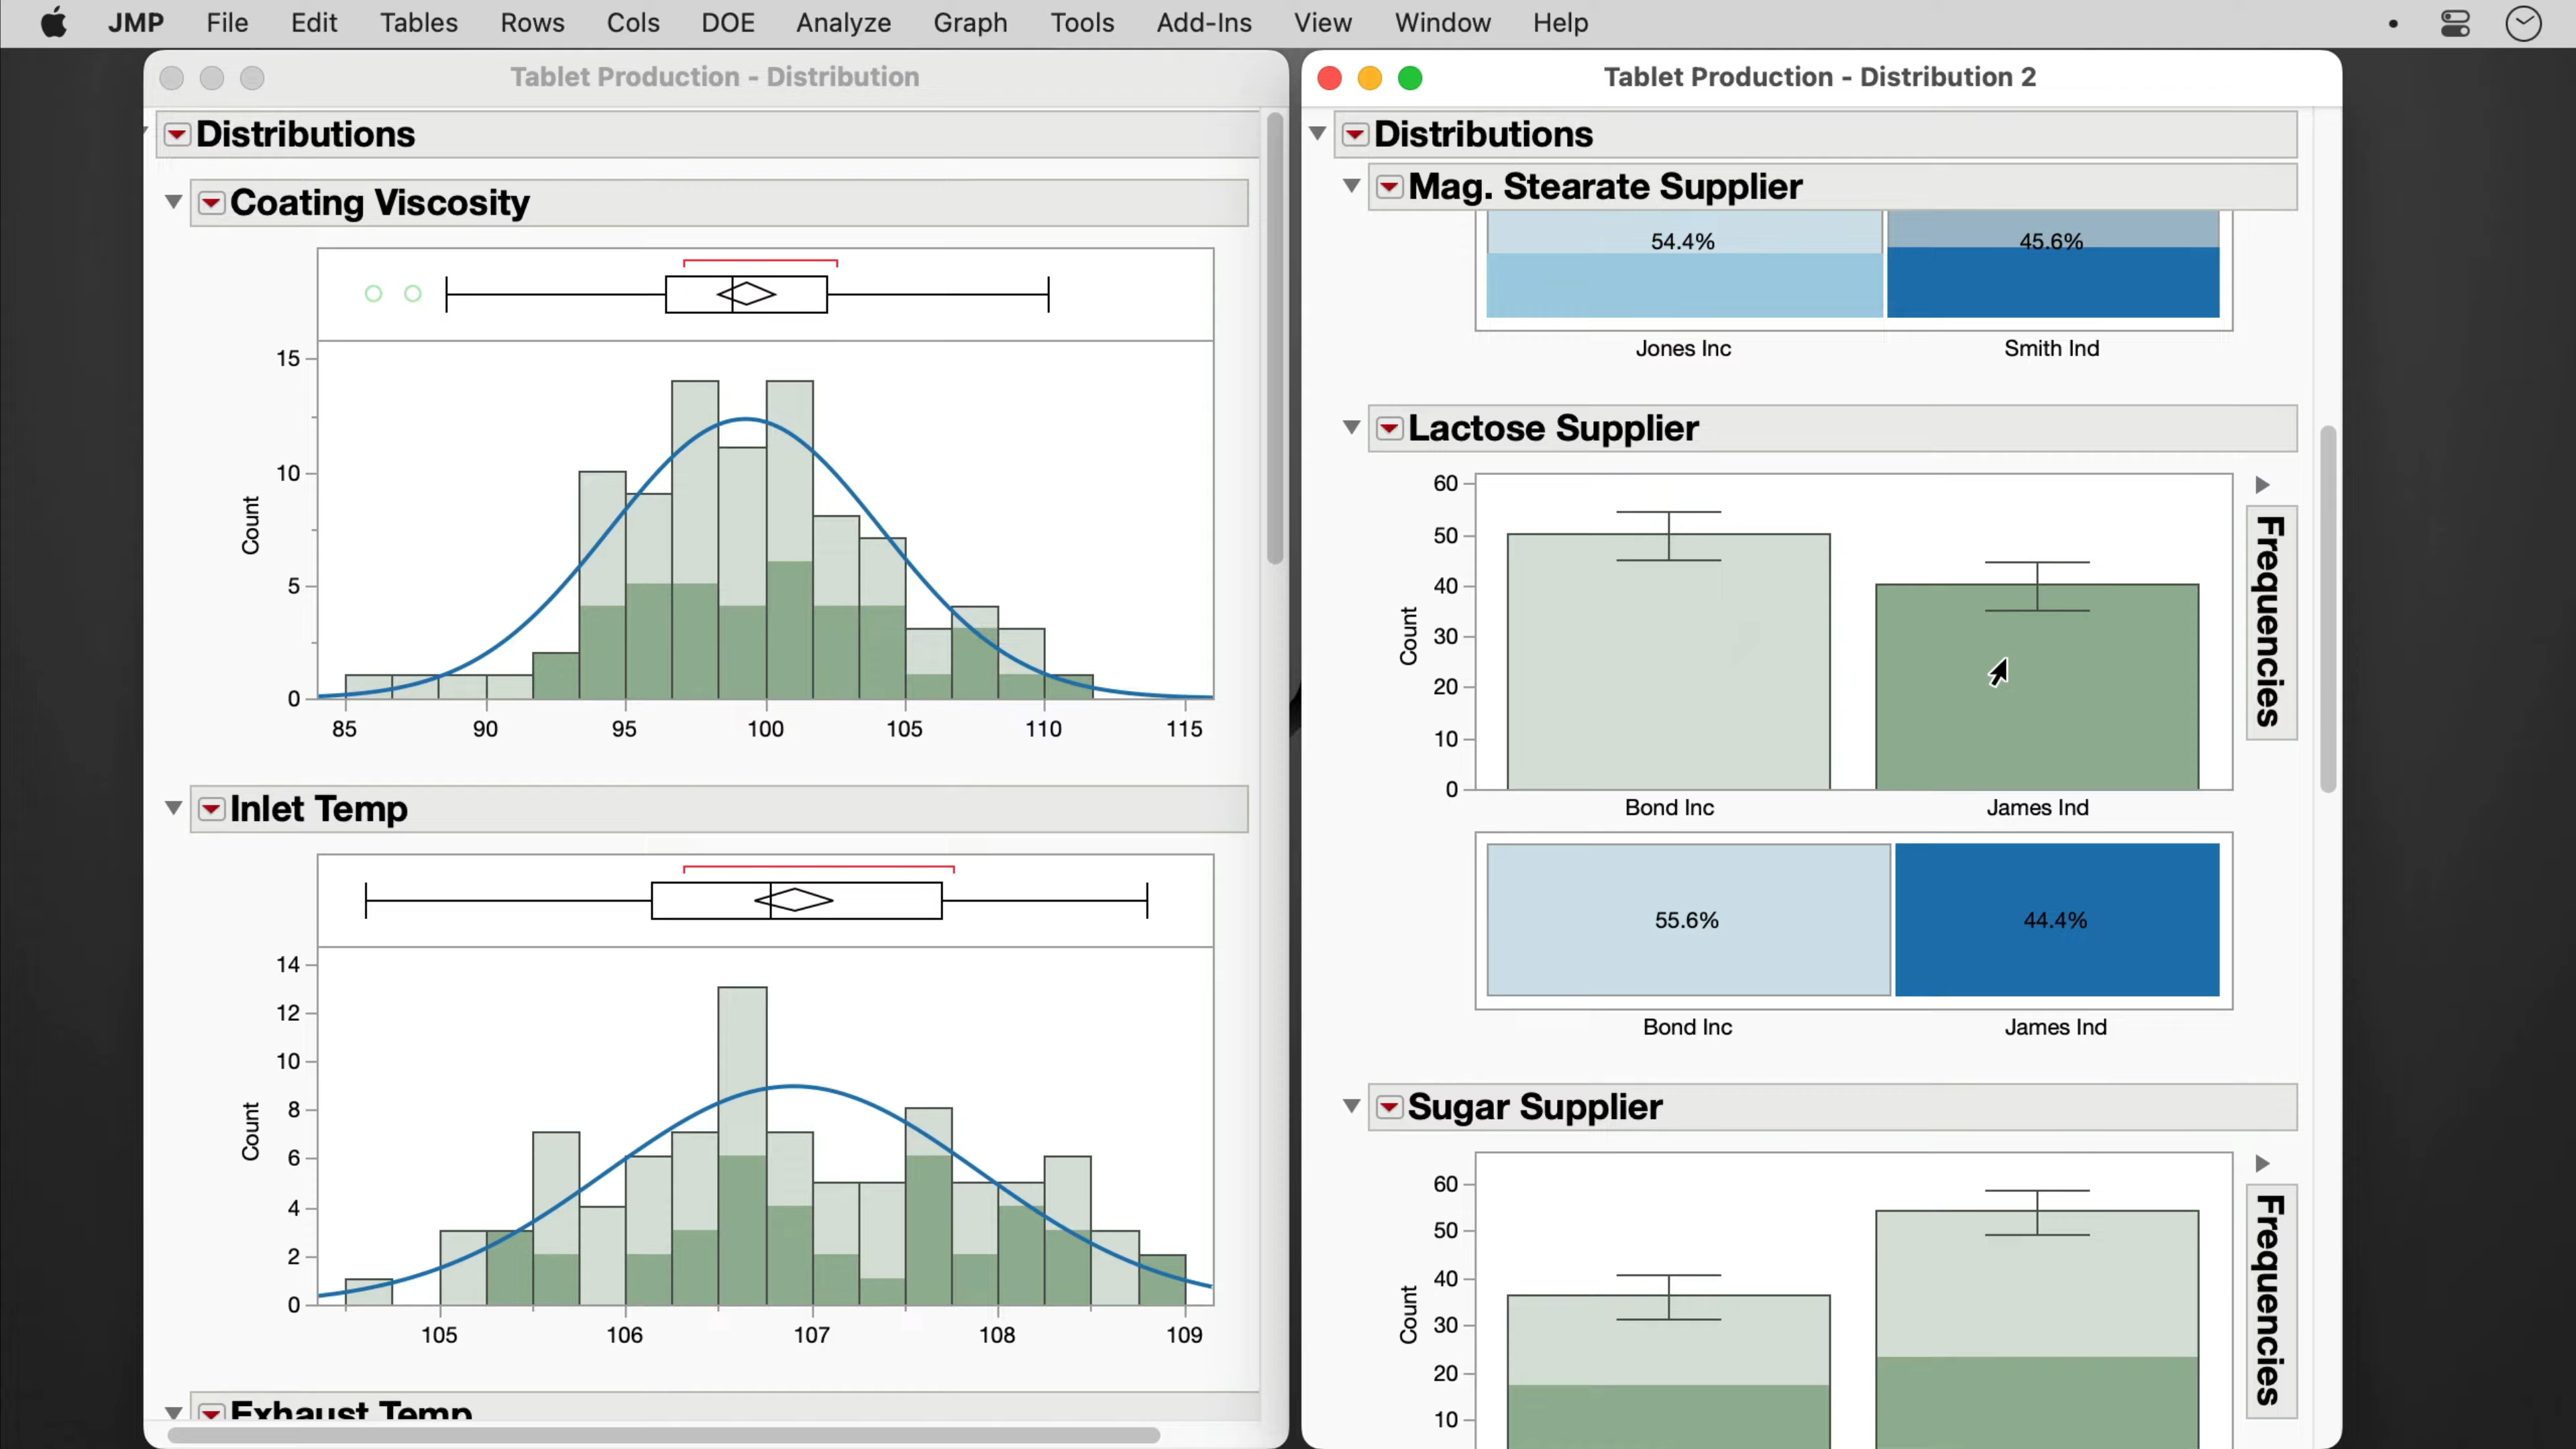 JMP File Edit Tables Rows Cols DOE Analyze Graph Tools Add-Ins View Window Help
Tablet Production - Distribution
Distributions
Coating Viscosity
15
10
5
0
Count
85 90 95 100 105 110 115
Inlet Temp
14
12
10
8
6
4
2
0
Count
105 106 107 108 109
Exhaust Temp
Tablet Production - Distribution 2
Distributions
Mag. Stearate Supplier
54.4% 45.6%
Jones Inc Smith Ind
Lactose Supplier
60
50
40
30
20
10
0
Count
Bond Inc James Ind
Frequencies
55.6% 44.4%
Bond Inc James Ind
Sugar Supplier
60
50
40
30
20
10
Count
Frequencies